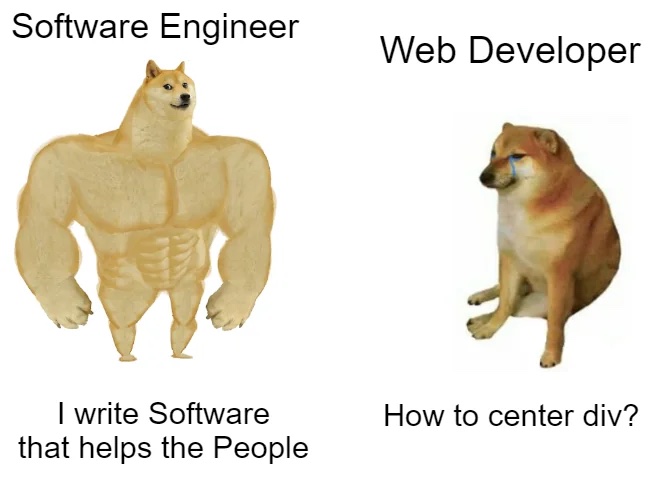 Software Engineer
Web Developer
I write Software
that helps the People
How to center div?